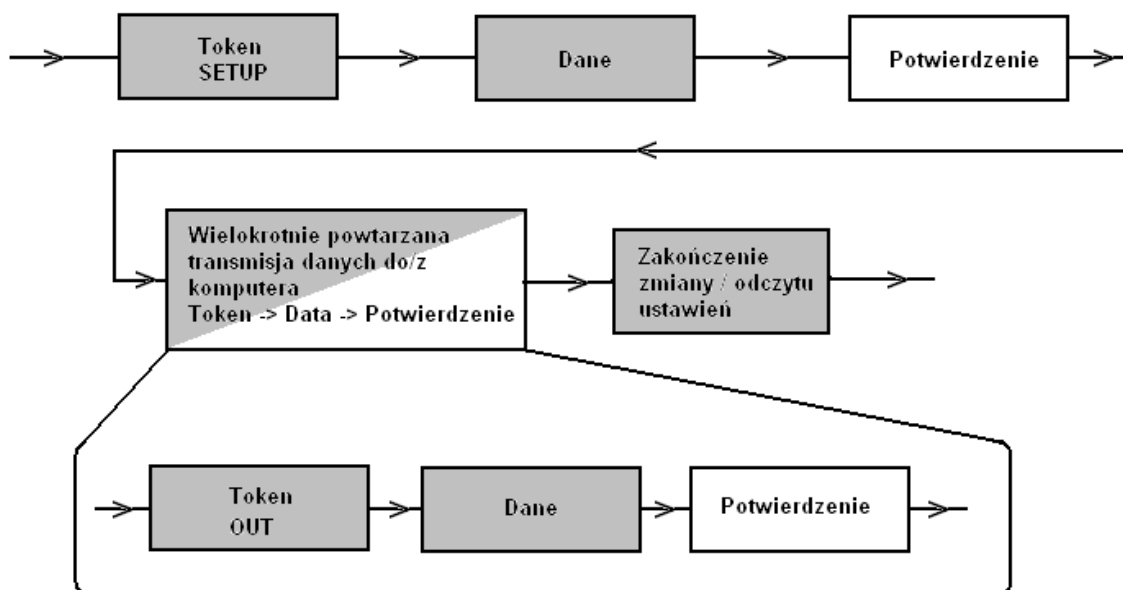 Token
SETUP
Dane
Potwierdzenie
Wielokrotnie powtarzana
transmisja danych do/z
komputera
Token -> Data -> Potwierdzenie
Zakończenie
zmiany / odczytu
ustawień
Token
OUT
Dane
Potwierdzenie